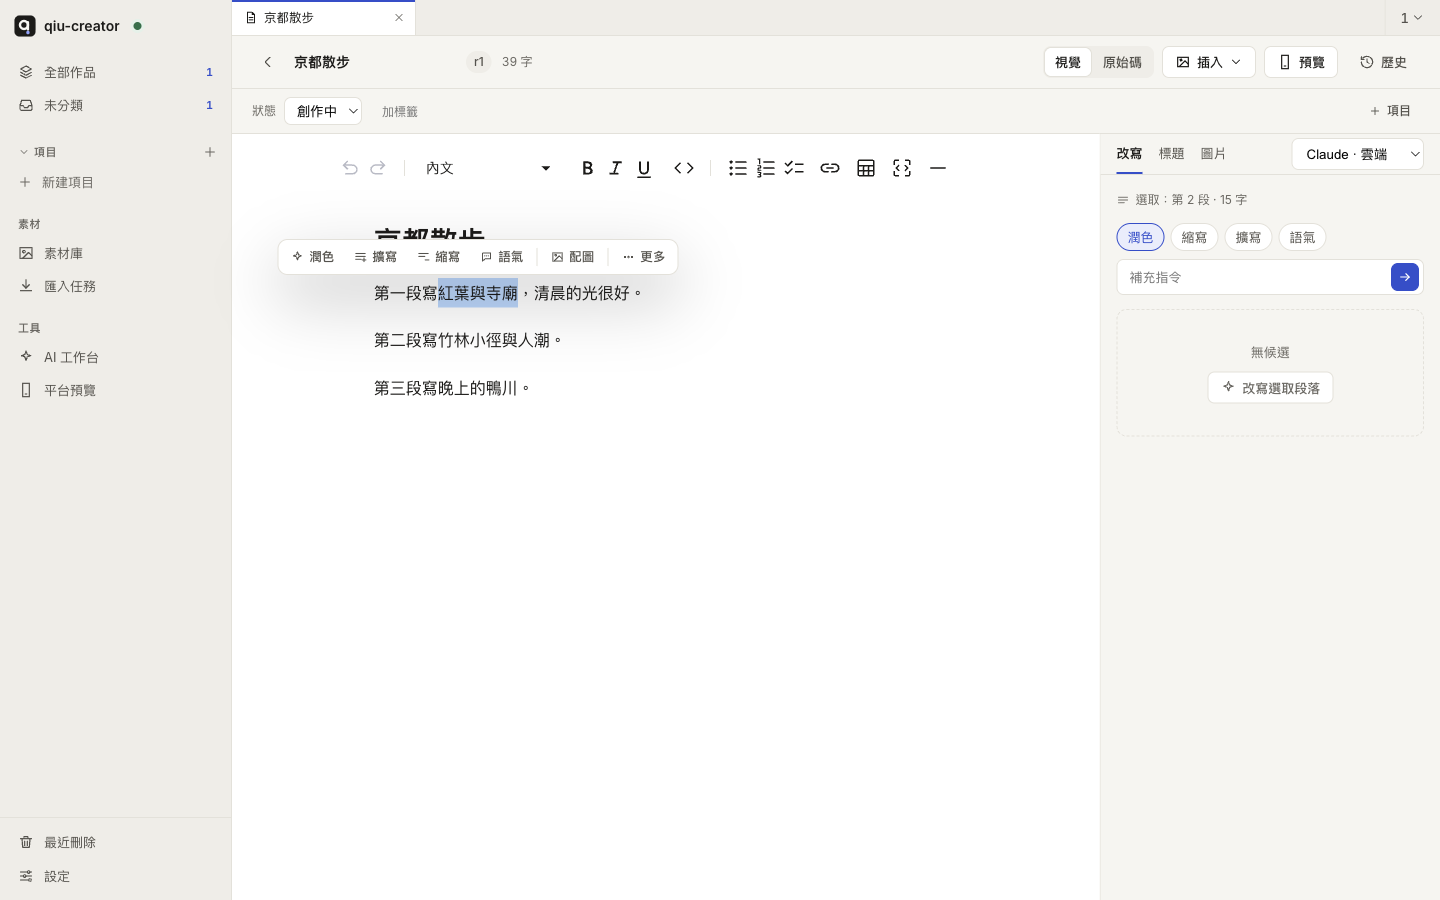 qiu-creator
全部作品 1
未分類 1
項目
新建項目
素材
素材庫
匯入任務
工具
AI 工作台
平台預覽
最近刪除
設定
京都散步
1
京都散步 r1 39 字 視覺 原始碼 插入 預覽 歷史
狀態 創作中 加標籤 項目
內文 B I U
京都散步
潤色 擴寫 縮寫 語氣 配圖 更多
第一段寫紅葉與寺廟，清晨的光很好。
第二段寫竹林小徑與人潮。
第三段寫晚上的鴨川。
改寫 標題 圖片 Claude · 雲端
選取：第 2 段 · 15 字
潤色 縮寫 擴寫 語氣
補充指令
無候選
改寫選取段落